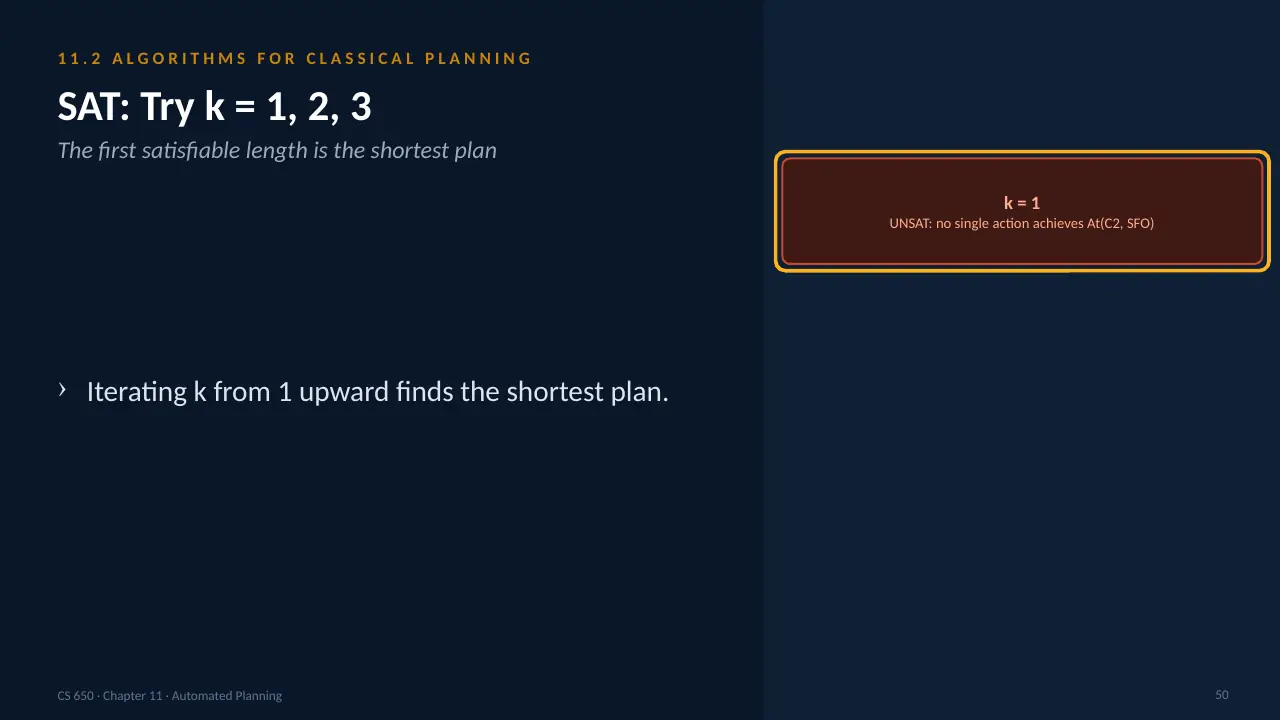 11.2 ALGORITHMS FOR CLASSICAL PLANNING
SAT: Try k = 1, 2, 3
The first satisfiable length is the shortest plan
k = 1
UNSAT: no single action achieves At(C2, SFO)
› Iterating k from 1 upward finds the shortest plan.
CS 650 · Chapter 11 · Automated Planning
50